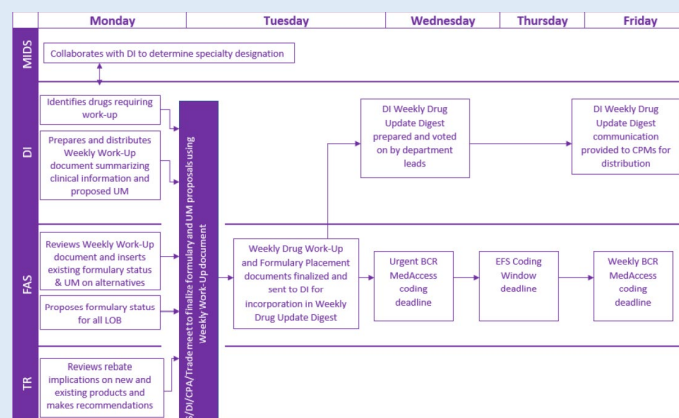 Monday
Tuesday
Wednesday
Thursday
Friday
MIDS
Collaborates with DI to determine specialty designation
DI
Identifies drugs requiring
work-up
Prepares and distributes
Weekly Work-Up
document summarizing
clinical information and
proposed UM
DI Weekly Drug
Update Digest
prepared and voted
on by department
leads
DI Weekly Drug
Update Digest
communication
provided to CPMs for
distribution
S/DI/CPA/Trade meet to finalize formulary and UM proposals using
Weekly Work-Up document
FAS
Reviews Weekly Work-Up
document and inserts
existing formulary status
& UM on alternatives
Proposes formulary status
for all LOB
Weekly Drug Work-Up
and Formulary Placement
documents finalized and
sent to DI for
incorporation in Weekly
Drug Update Digest
Urgent BCR
MedAccess
coding
deadline
EFS Coding
Window
deadline
Weekly BCR
MedAccess
coding
deadline
TR
Reviews rebate
implications on new and
existing products and
makes recommendations